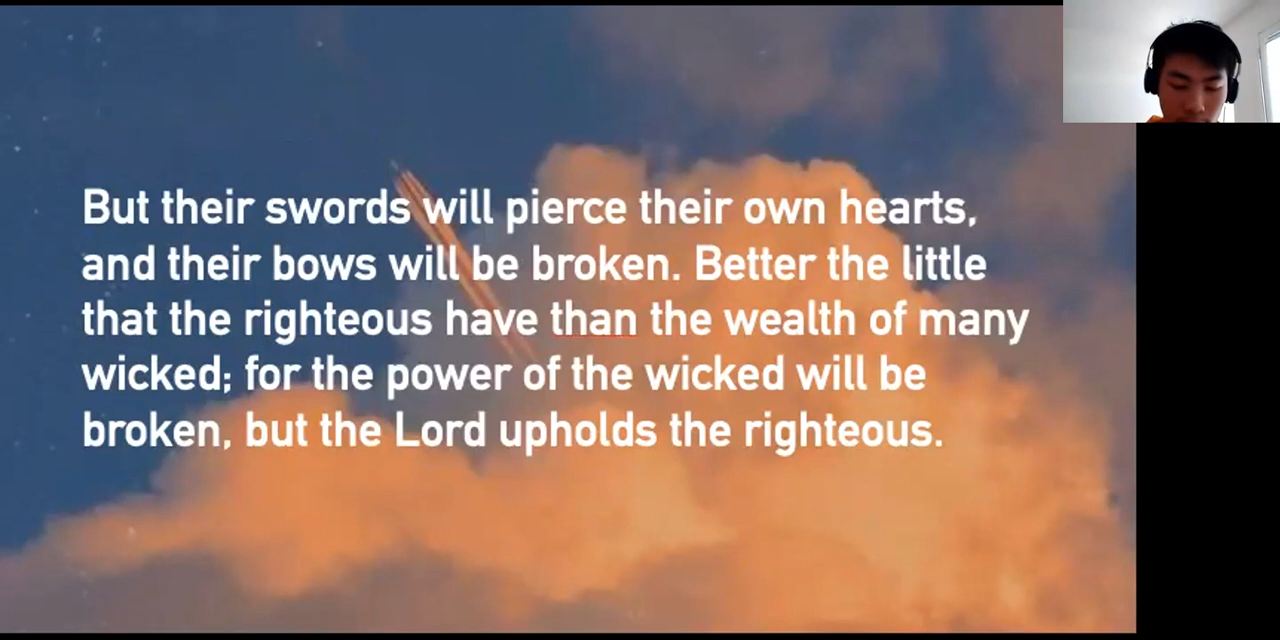 But their swords will pierce their own hearts,
and their bows will be broken. Better the little
that the righteous have than the wealth of many
wicked; for the power of the wicked will be
broken, but the Lord upholds the righteous.